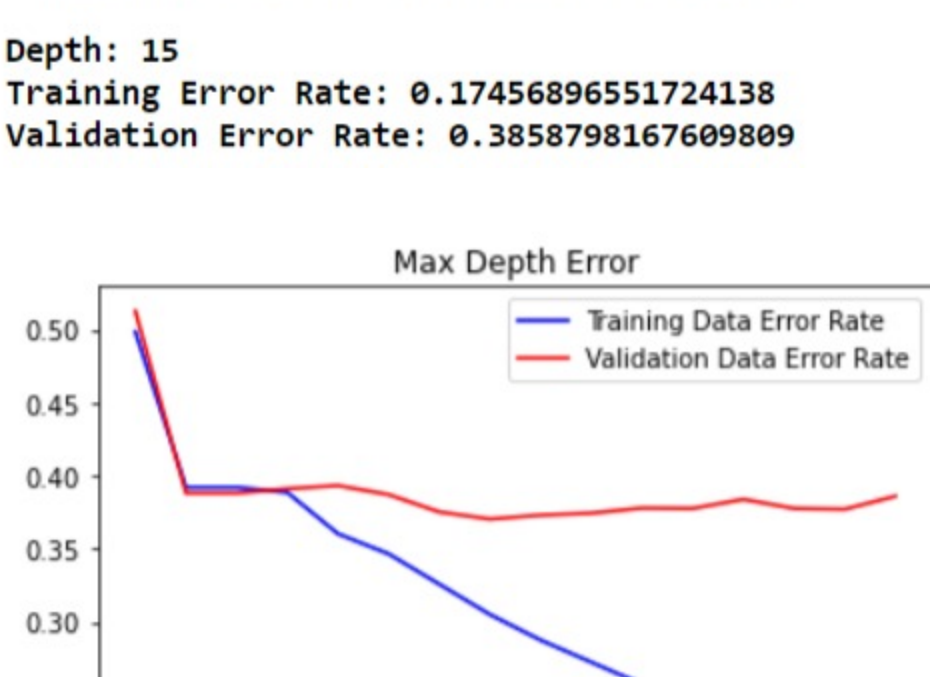 Depth: 15
Training Error Rate: 0.17456896551724138
Validation Error Rate: 0.3858798167609809
Max Depth Error
Training Data Error Rate
Validation Data Error Rate
0.50
0.45
0.40
0.35
0.30